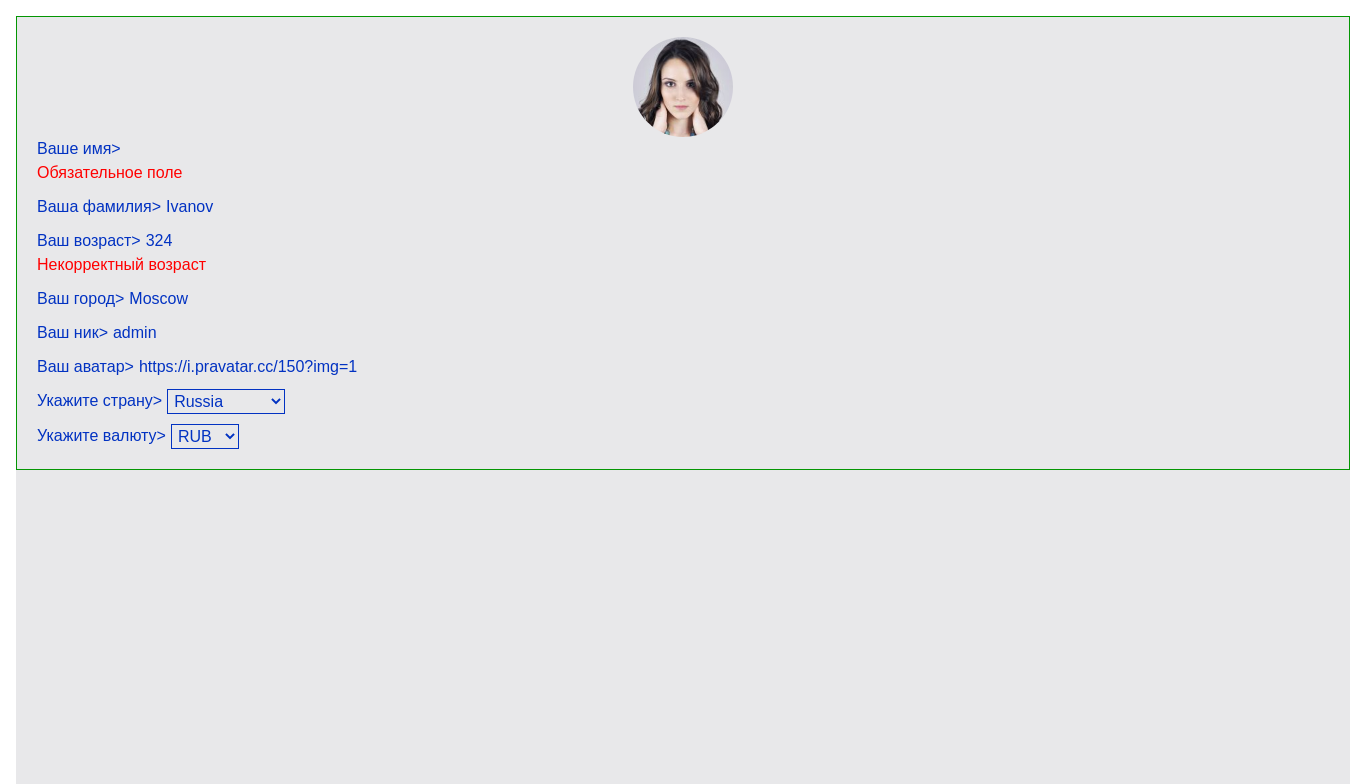 Ваше имя>
Обязательное поле
Ваша фамилия> Ivanov
Ваш возраст> 324
Некорректный возраст
Ваш город> Moscow
Ваш ник> admin
Ваш аватар> https://i.pravatar.cc/150?img=1
Укажите страну> Russia
Укажите валюту> RUB